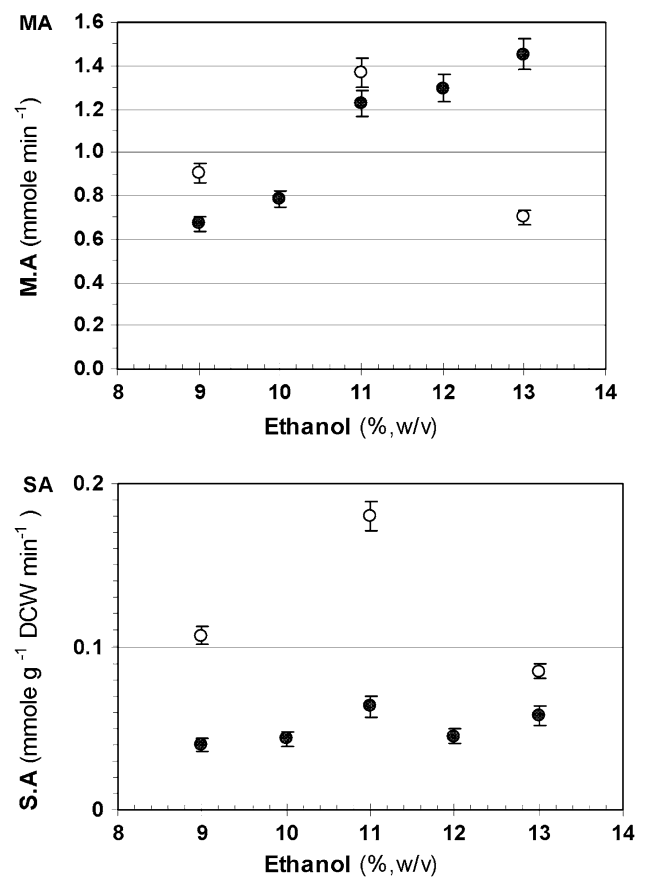 MA
M.A (mmole min -1)
1.6
1.4
1.2
1.0
0.8
0.6
0.4
0.2
0.0
8 9 10 11 12 13 14
Ethanol (%,w/v)
SA
S.A (mmole g -1 DCW min-1)
0.2
0.1
0
8 9 10 11 12 13 14
Ethanol (%,w/v)